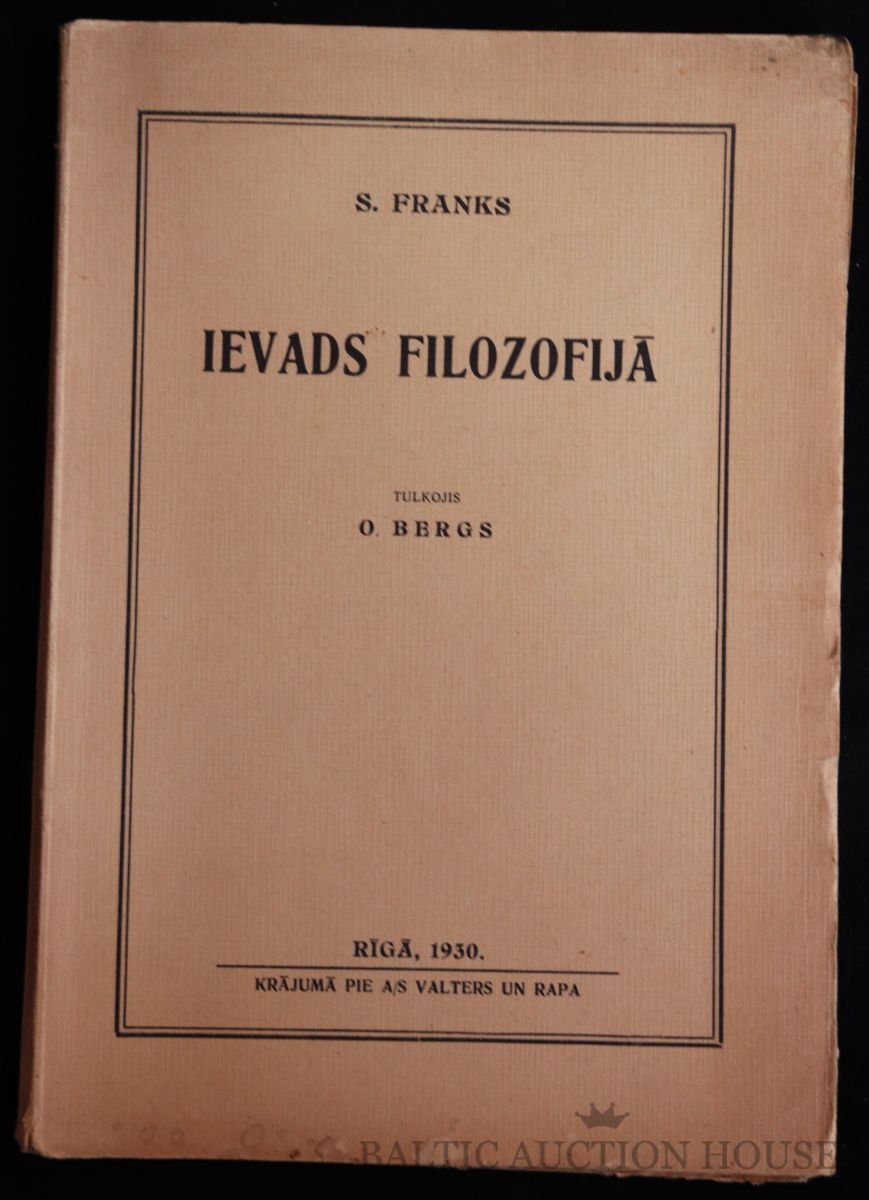 S. FRANKS
IEVADS FILOZOFIJĀ
TULKOJIS
O. BERGS
RĪGĀ, 1930.
KRĀJUMĀ PIE A/S VALTERS UN RAPA
BALTIC AUCTION HOUSE